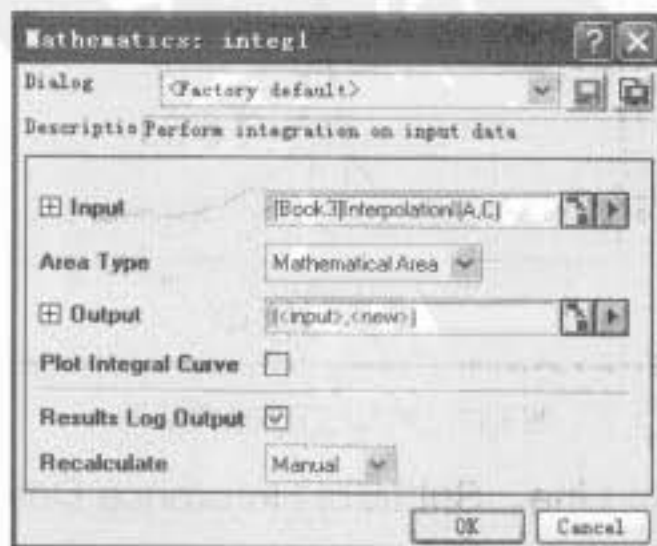 Mathematics: integ1
Dialog <Factory default>
Descriptio Perform integration on input data
Input [Book3]Interpolation!(A,C)
Area Type Mathematical Area
Output (<input>,<new>)
Plot Integral Curve
Results Log Output
Recalculate Manual
OK Cancel